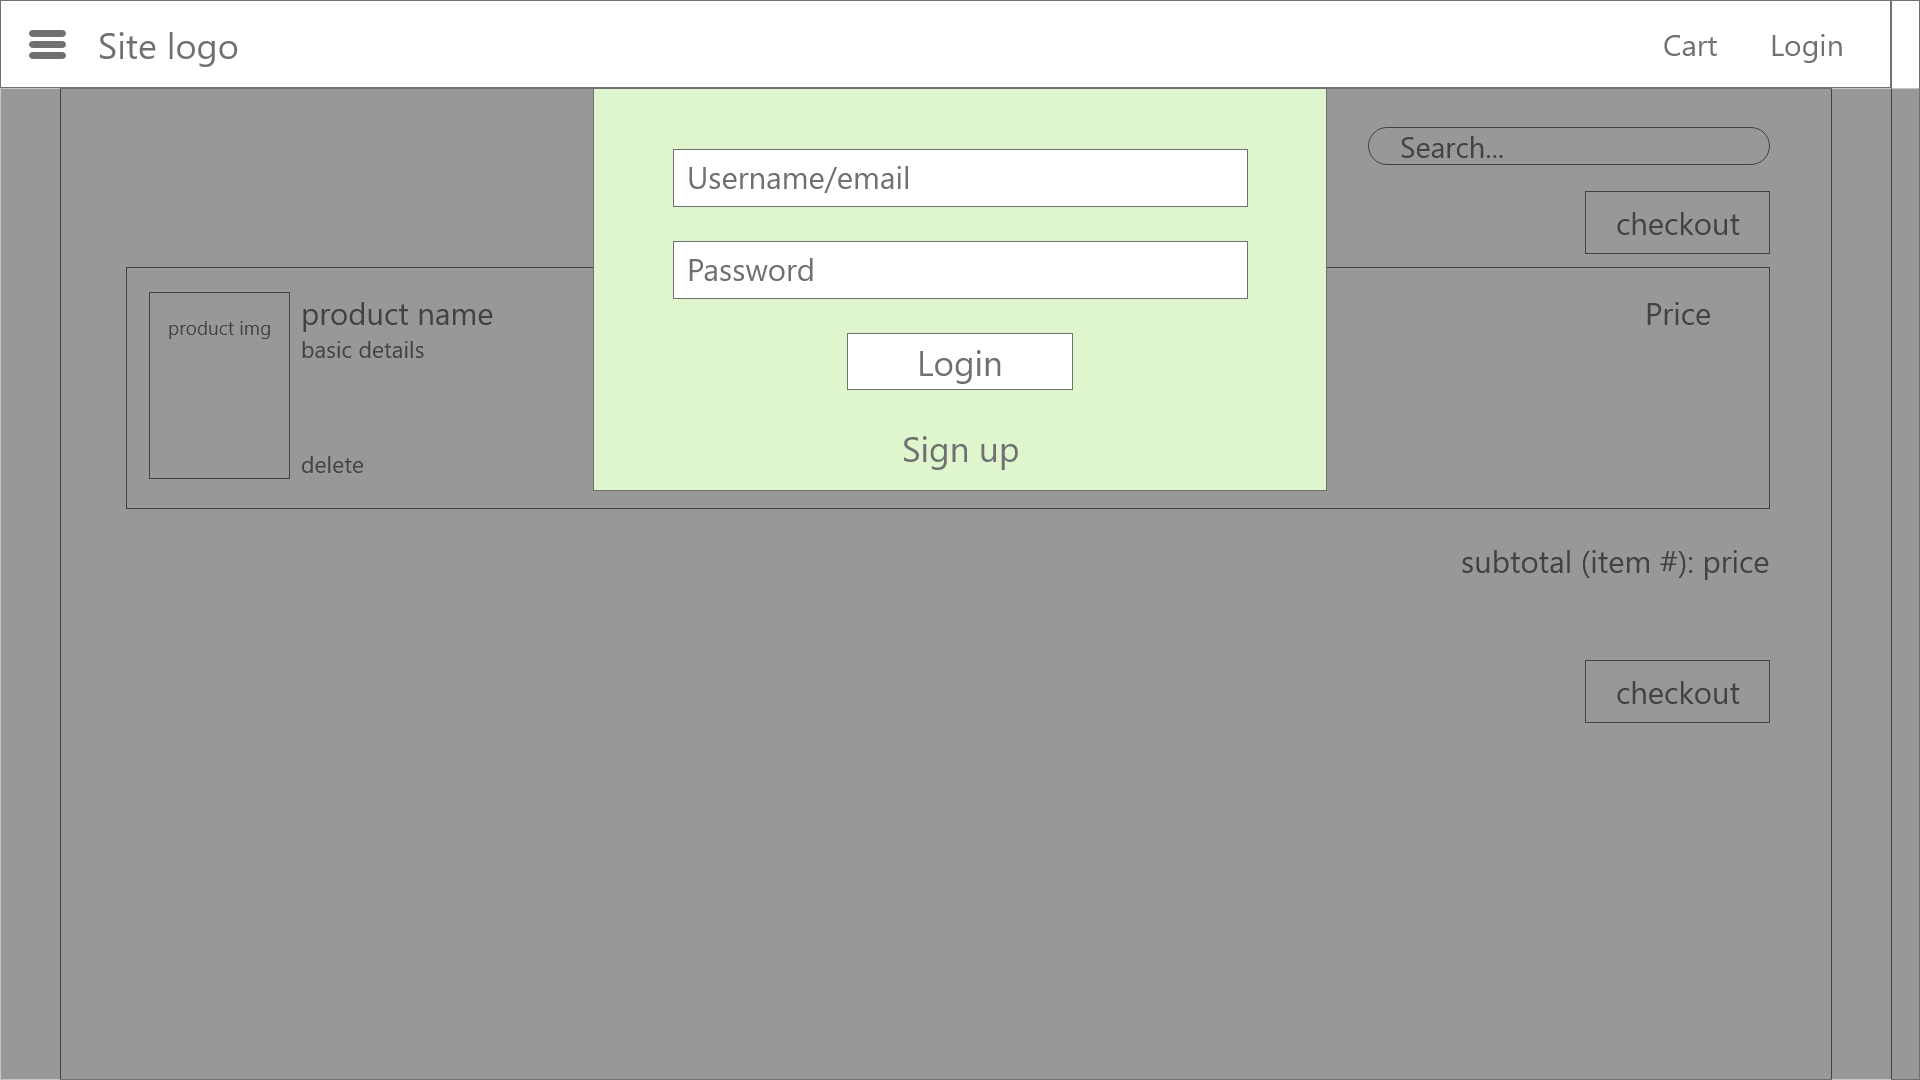 Site logo
Cart
Login
Search...
checkout
Username/email
Password
Login
Sign up
product img
product name
basic details
delete
Price
subtotal (item #): price
checkout